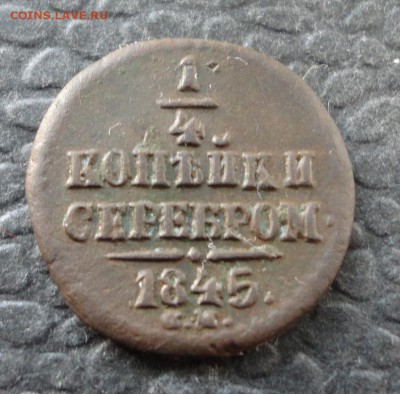 COINS.LAVE.RU
1
4
КОПѢЙКИ
СЕРЕБРОМ.
1845.
С.М.